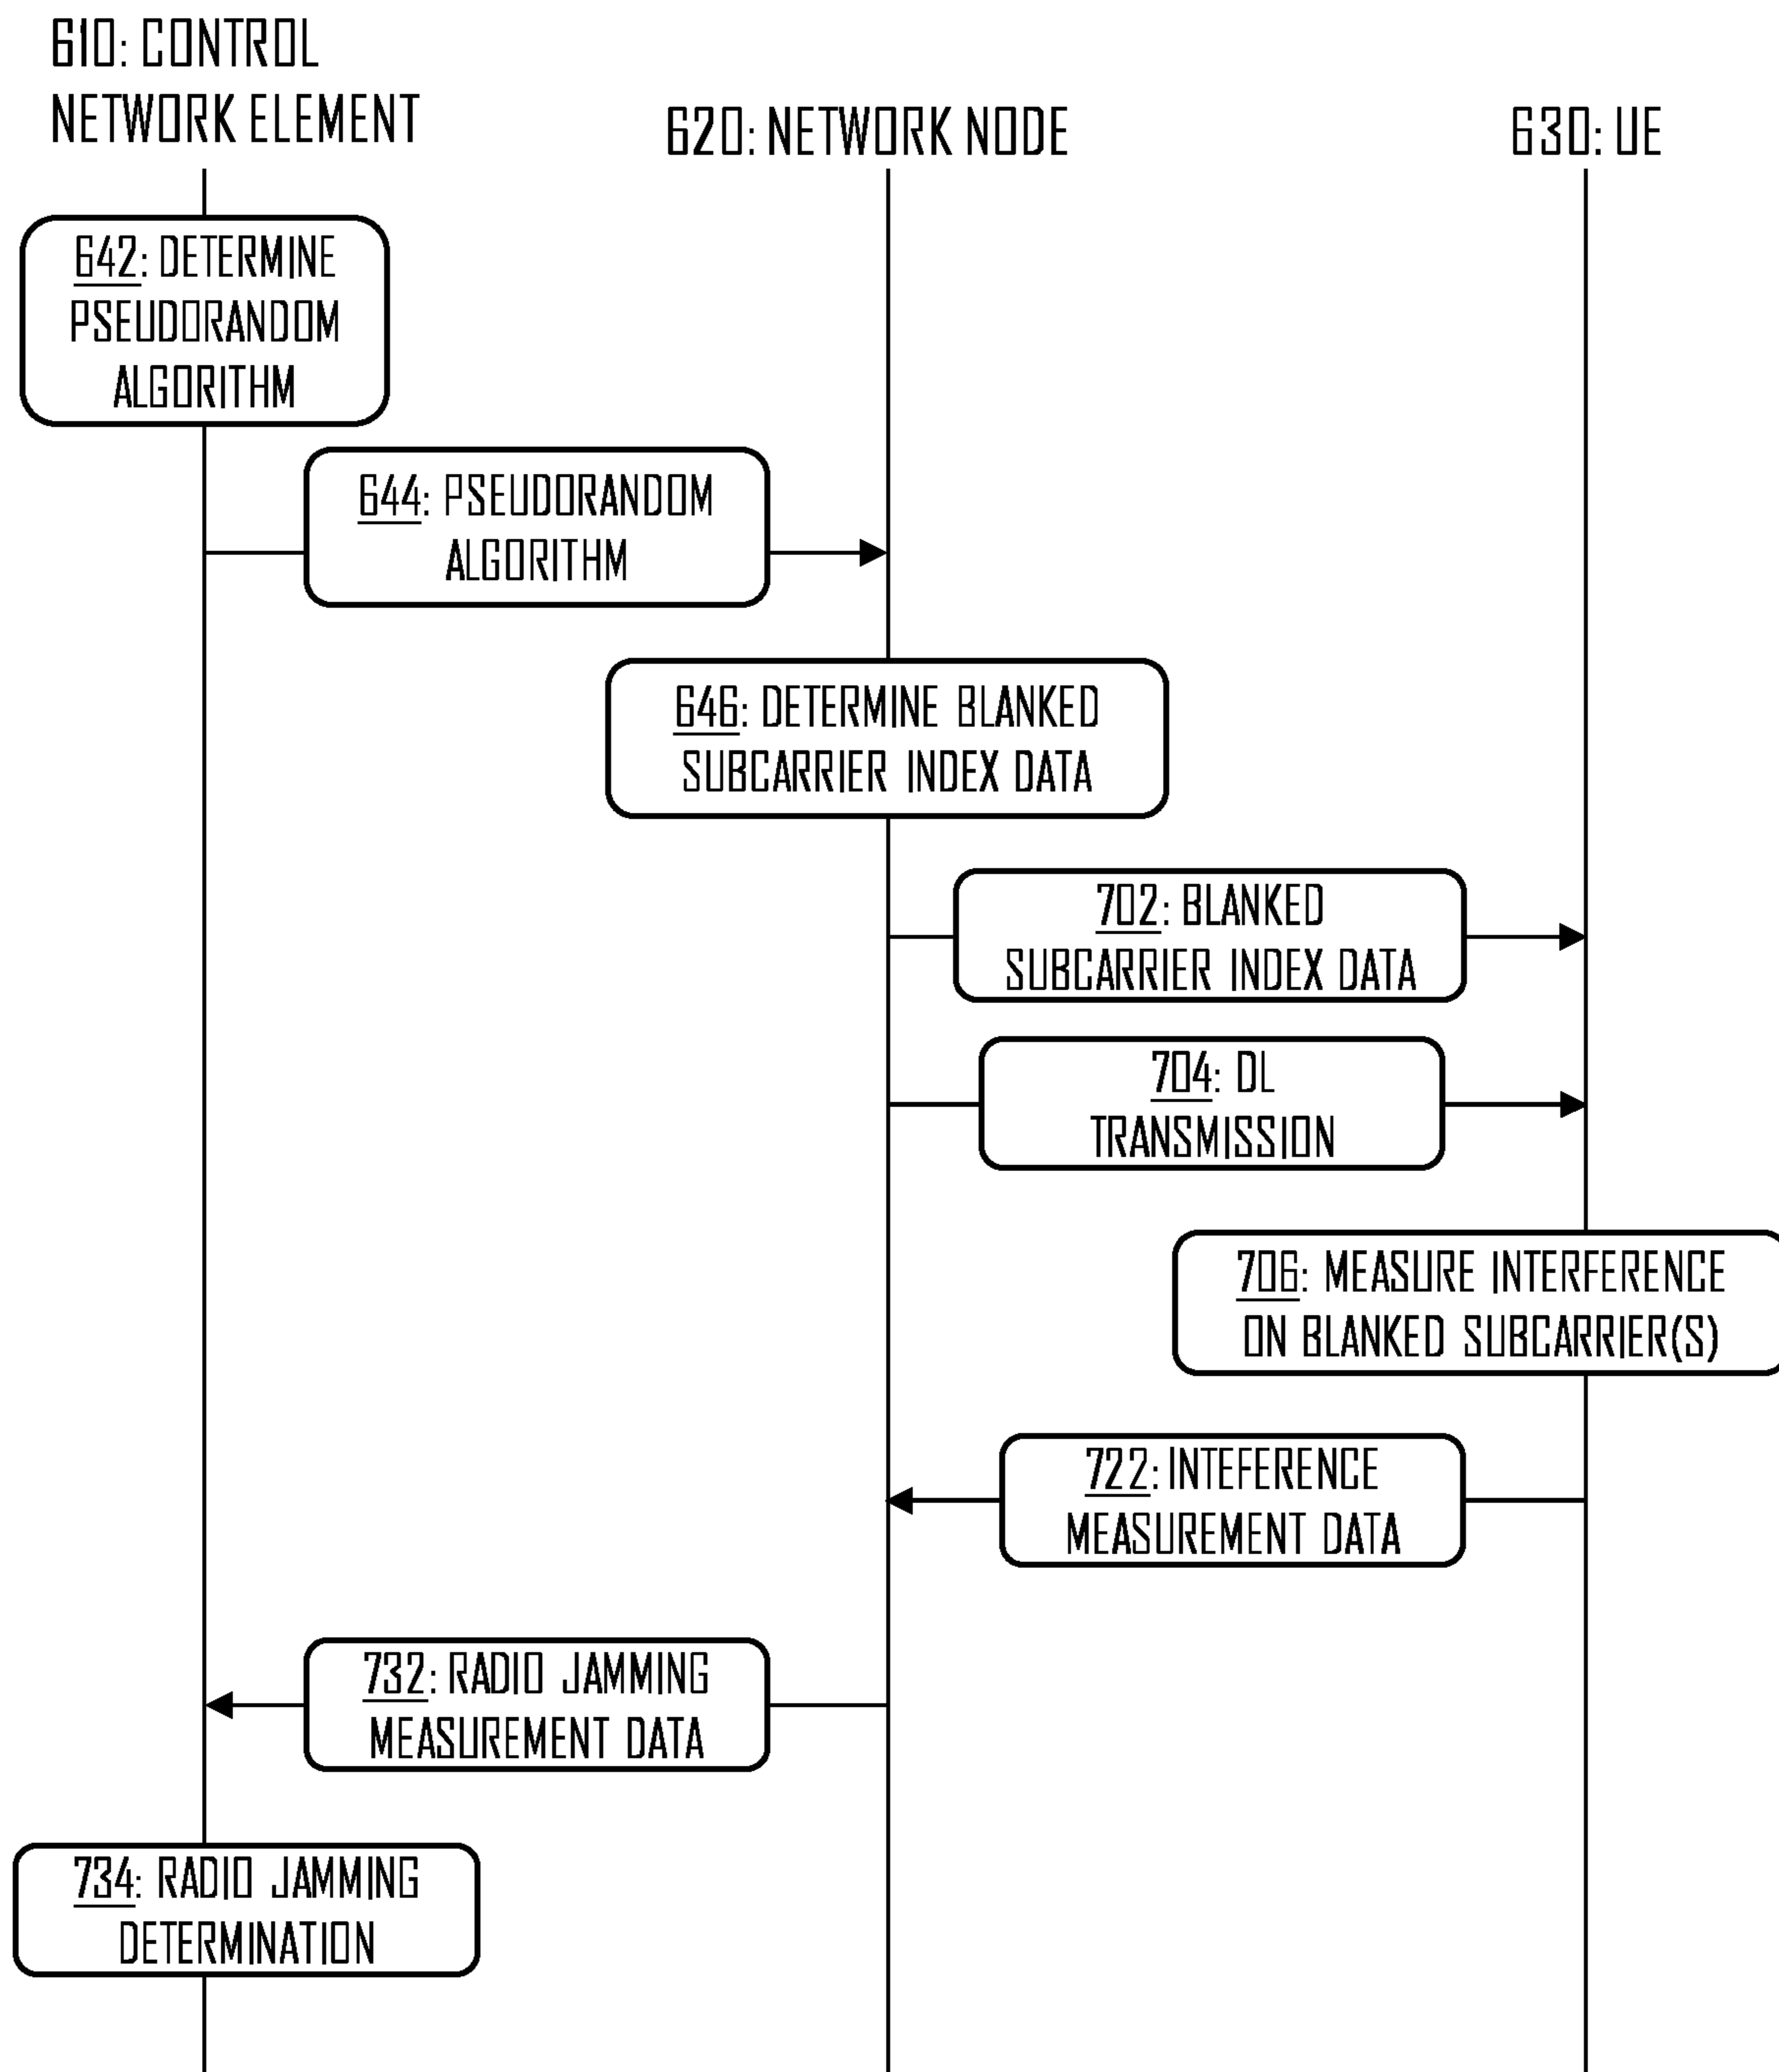 610: CONTROL
NETWORK ELEMENT
620: NETWORK NODE
630: UE
642: DETERMINE
PSEUDORANDOM
ALGORITHM
644: PSEUDORANDOM
ALGORITHM
646: DETERMINE BLANKED
SUBCARRIER INDEX DATA
702: BLANKED
SUBCARRIER INDEX DATA
704: DL
TRANSMISSION
706: MEASURE INTERFERENCE
ON BLANKED SUBCARRIER(S)
722: INTEFERENCE
MEASUREMENT DATA
732: RADIO JAMMING
MEASUREMENT DATA
734: RADIO JAMMING
DETERMINATION